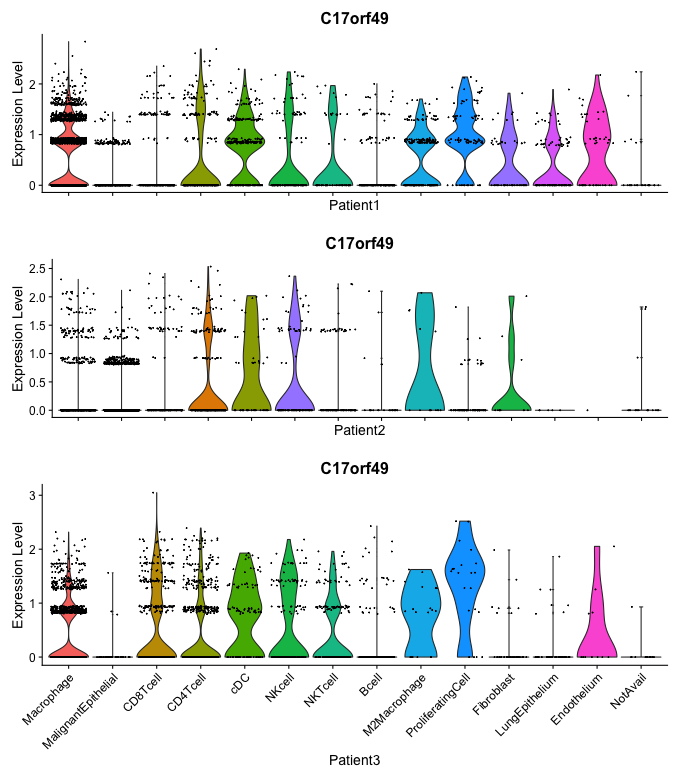 C17orf49
Expression Level
2
1
0
Patient1
C17orf49
Expression Level
2.5
2.0
1.5
1.0
0.5
0.0
Patient2
C17orf49
Expression Level
3
2
1
0
Macrophage
MalignantEpithelial
CD8Tcell
CD4Tcell
cDC
NKcell
NKTcell
Bcell
M2Macrophage
ProliferatingCell
Fibroblast
LungEpithelium
Endothelium
NotAvail
Patient3